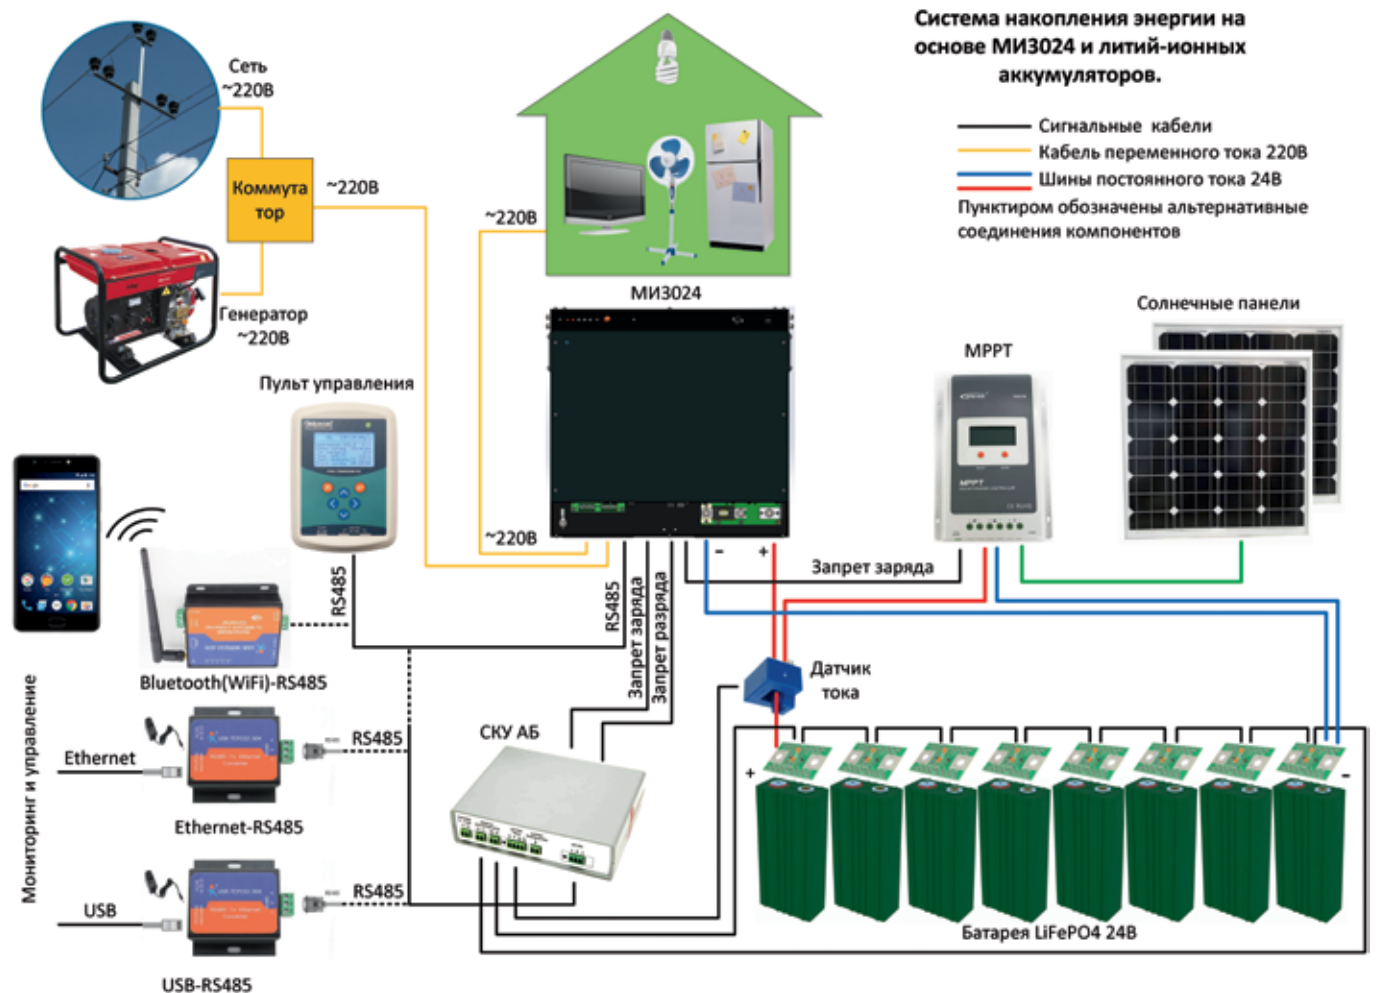 Система накопления энергии на
основе МИ3024 и литий-ионных
аккумуляторов.
Сигнальные кабели
Кабель переменного тока 220В
Шины постоянного тока 24В
Пунктиром обозначены альтернативные
соединения компонентов
Сеть
~220В
Коммута
тор
~220В
Генератор
~220В
~220В
МИ3024
Солнечные панели
MPPT
MPPT
Пульт управления
~220В
–
+
Запрет заряда
RS485
RS485
Запрет заряда
Запрет разряда
Bluetooth(WiFi)-RS485
Датчик
тока
СКУ АБ
Мониторинг и управление
Ethernet
RS485
Ethernet-RS485
USB
RS485
USB-RS485
+
–
Батарея LiFePO4 24В